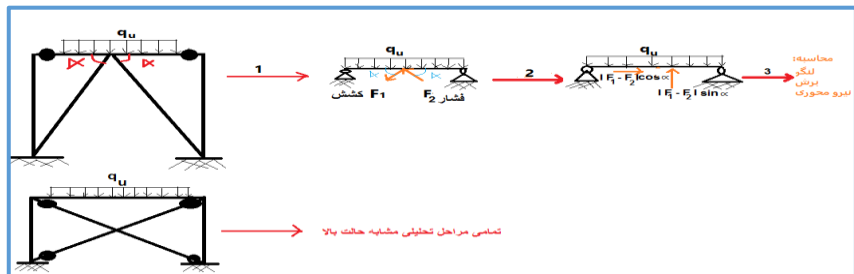 qu
α α
1
qu
α α
کشش F1 F2 فشار
2
qu
| F1 - F2 | cos α
| F1 - F2 | sin α
3
محاسبه:
لنگر
برش
نیرو محوری
qu
تمامی مراحل تحلیلی مشابه حالت بالا